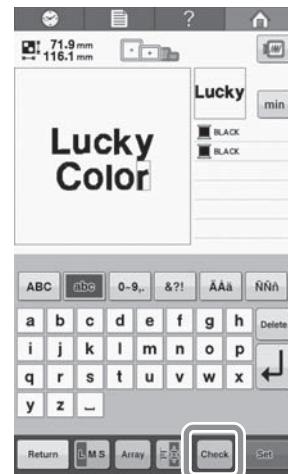 ?
71.9 mm
116.1 mm
Lucky
min
BLACK
BLACK
Lucky
Color
ABC abc 0~9,. &?! ÄÅä ÑÑñ
a b c d e f g h Delete
i j k l m n o p
q r s t u v w x
y z
Return L M S Array Check Set